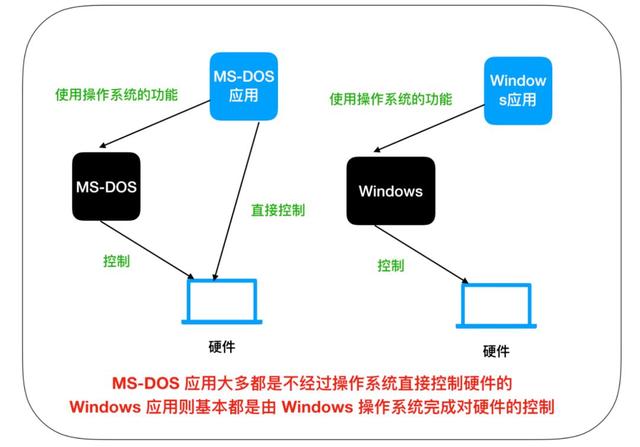 MS-DOS
应用
Window
s应用
使用操作系统的功能
使用操作系统的功能
MS-DOS
Windows
直接控制
控制
控制
硬件
硬件
MS-DOS 应用大多都是不经过操作系统直接控制硬件的
Windows 应用则基本都是由 Windows 操作系统完成对硬件的控制